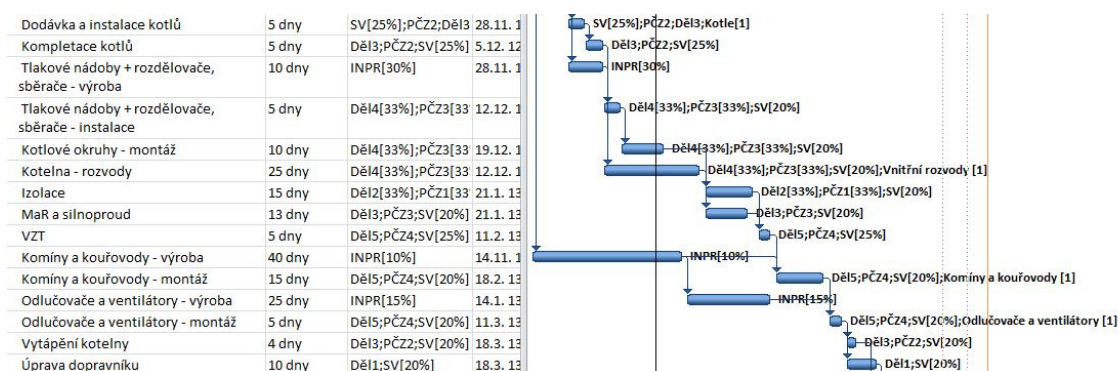 Dodávka a instalace kotlů 5 dny SV[25%];PČZ2;Děl3 28.11. 1 SV[25%];PČZ2;Děl3;Kotle[1]
Kompletace kotlů 5 dny Děl3;PČZ2;SV[25%] 5.12. 12 Děl3;PČZ2;SV[25%]
Tlakové nádoby + rozdělovače, 10 dny INPR[30%] 28.11. 1 INPR[30%]
sběrače - výroba
Tlakové nádoby + rozdělovače, 5 dny Děl4[33%];PČZ3[33 12.12. 1 Děl4[33%];PČZ3[33%];SV[20%]
sběrače - instalace
Kotlové okruhy - montáž 10 dny Děl4[33%];PČZ3[33 19.12. 1 Děl4[33%];PČZ3[33%];SV[20%]
Kotelna - rozvody 25 dny Děl4[33%];PČZ3[33 12.12. 1 Děl4[33%];PČZ3[33%];SV[20%];Vnitřní rozvody [1]
Izolace 15 dny Děl2[33%];PČZ1[33 21.1. 13 Děl2[33%];PČZ1[33%];SV[20%]
MaR a silnoproud 13 dny Děl3;PČZ3;SV[20%] 21.1. 13 Děl3;PČZ3;SV[20%]
VZT 5 dny Děl5;PČZ4;SV[25%] 11.2. 13 Děl5;PČZ4;SV[25%]
Komíny a kouřovody - výroba 40 dny INPR[10%] 14.11. 1 INPR[10%]
Komíny a kouřovody - montáž 15 dny Děl5;PČZ4;SV[20%] 18.2. 13 Děl5;PČZ4;SV[20%];Komíny a kouřovody [1]
Odlučovače a ventilátory - výroba 25 dny INPR[15%] 14.1. 13 INPR[15%]
Odlučovače a ventilátory - montáž 5 dny Děl5;PČZ4;SV[20%] 11.3. 13 Děl5;PČZ4;SV[20%];Odlučovače a ventilátory [1]
Vytápění kotelny 4 dny Děl3;PČZ2;SV[20%] 18.3. 13 Děl3;PČZ2;SV[20%]
Úprava dopravníku 10 dny Děl1;SV[20%] 18.3. 13 Děl1;SV[20%]